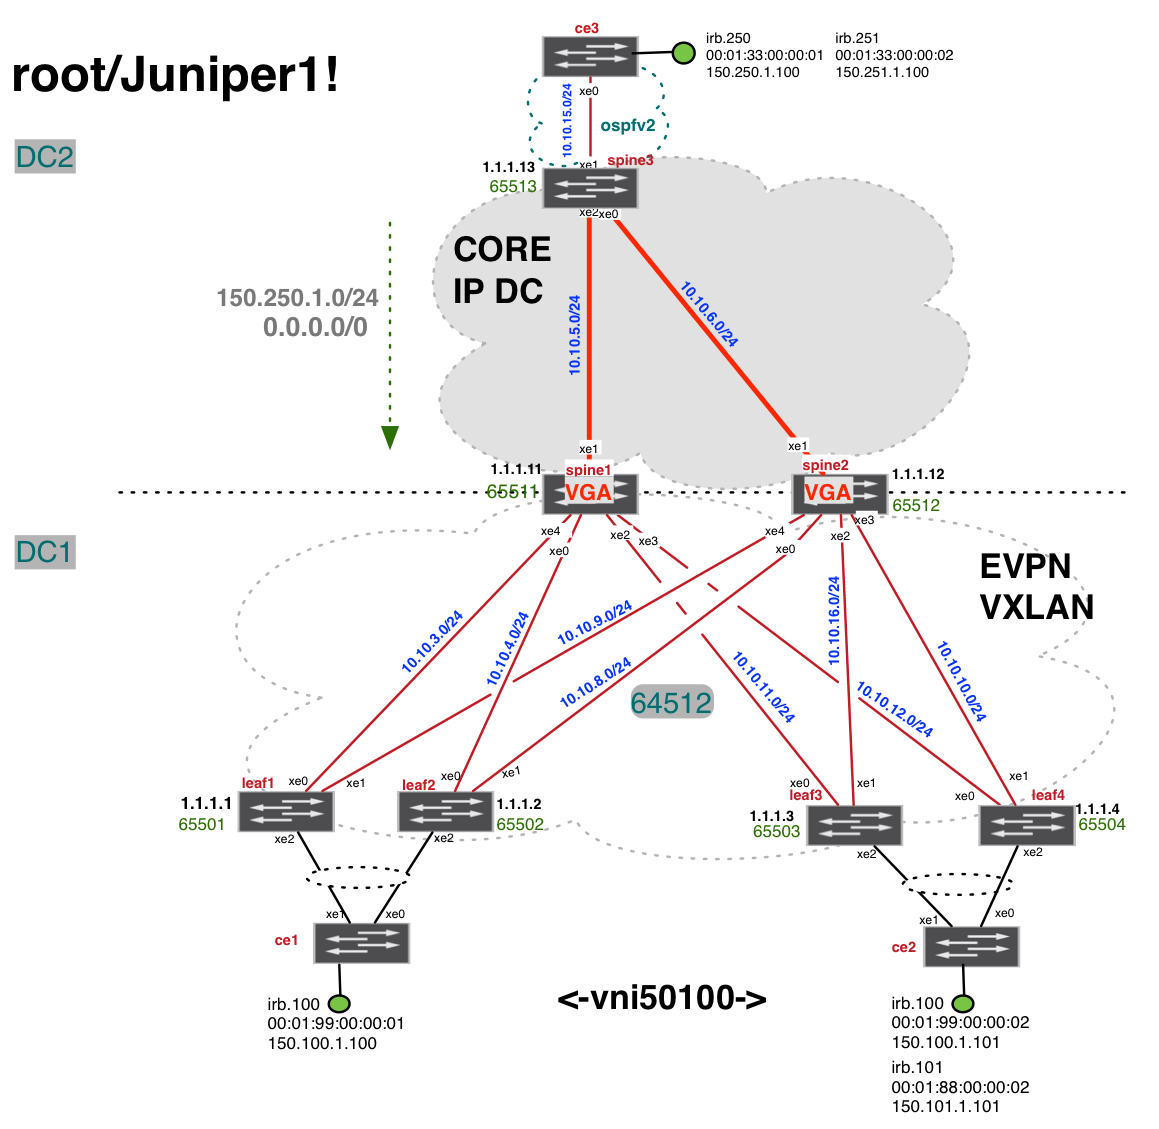 root/Juniper1!
ce3
irb.250
00:01:33:00:00:01
150.250.1.100
irb.251
00:01:33:00:00:02
150.251.1.100
xe0
10.10.15.0/24
ospfv2
DC2
xe1
spine3
1.1.1.13
65513
xe2
xe0
CORE
IP DC
150.250.1.0/24
0.0.0.0/0
10.10.5.0/24
10.10.6.0/24
xe1
xe1
1.1.1.11
spine1
65511
VGA
spine2
VGA
1.1.1.12
65512
DC1
xe4
xe0
xe2
xe3
xe4
xe0
xe2
xe3
EVPN
VXLAN
10.10.3.0/24
10.10.4.0/24
10.10.9.0/24
10.10.8.0/24
10.10.11.0/24
10.10.16.0/24
10.10.12.0/24
10.10.10.0/24
64512
leaf1
xe0
xe1
1.1.1.1
65501
xe2
leaf2
xe0
xe1
1.1.1.2
65502
xe2
xe0
xe1
leaf3
1.1.1.3
65503
xe2
xe0
xe1
leaf4
1.1.1.4
65504
xe2
xe1
xe0
ce1
xe1
xe0
ce2
irb.100
00:01:99:00:00:01
150.100.1.100
<-vni50100->
irb.100
00:01:99:00:00:02
150.100.1.101
irb.101
00:01:88:00:00:02
150.101.1.101